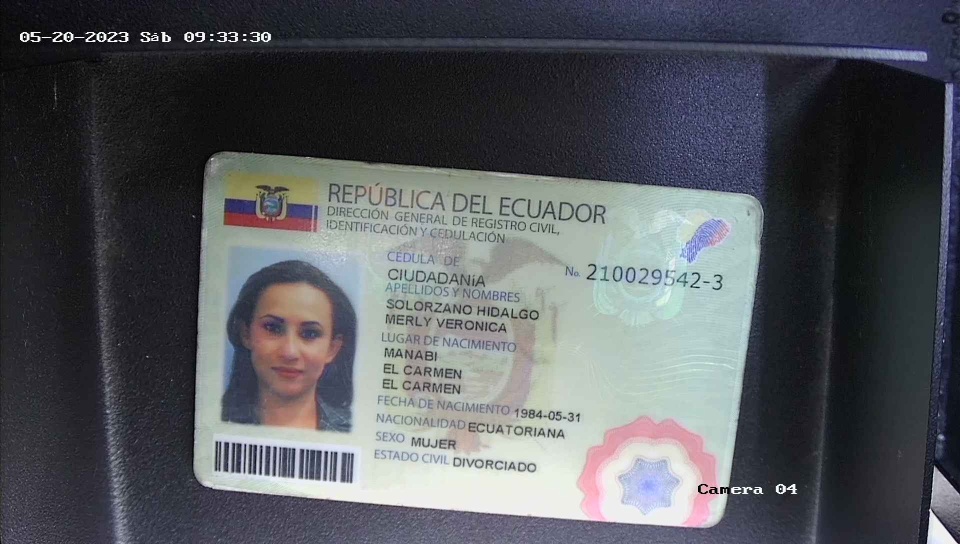 05-20-2023 Sáb 09:33:30
REPÚBLICA DEL ECUADOR
DIRECCIÓN GENERAL DE REGISTRO CIVIL,
IDENTIFICACIÓN Y CEDULACIÓN
CÉDULA DE
CIUDADANíA
No. 210029542-3
APELLIDOS Y NOMBRES
SOLORZANO HIDALGO
MERLY VERONICA
LUGAR DE NACIMIENTO
MANABI
EL CARMEN
EL CARMEN
FECHA DE NACIMIENTO 1984-05-31
NACIONALIDAD ECUATORIANA
SEXO MUJER
ESTADO CIVIL DIVORCIADO
Camera 04